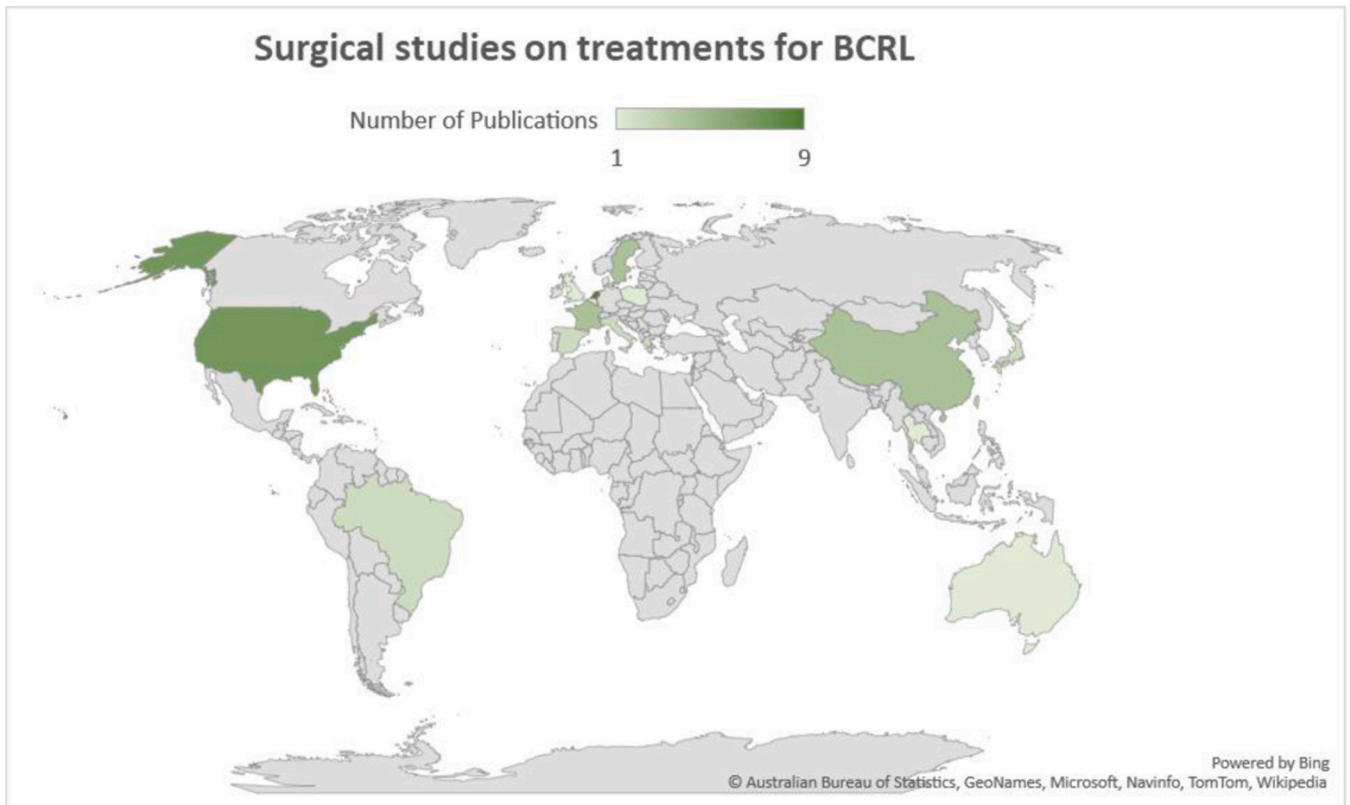 Surgical studies on treatments for BCRL
Number of Publications
1 9
Powered by Bing
© Australian Bureau of Statistics, GeoNames, Microsoft, Navinfo, TomTom, Wikipedia